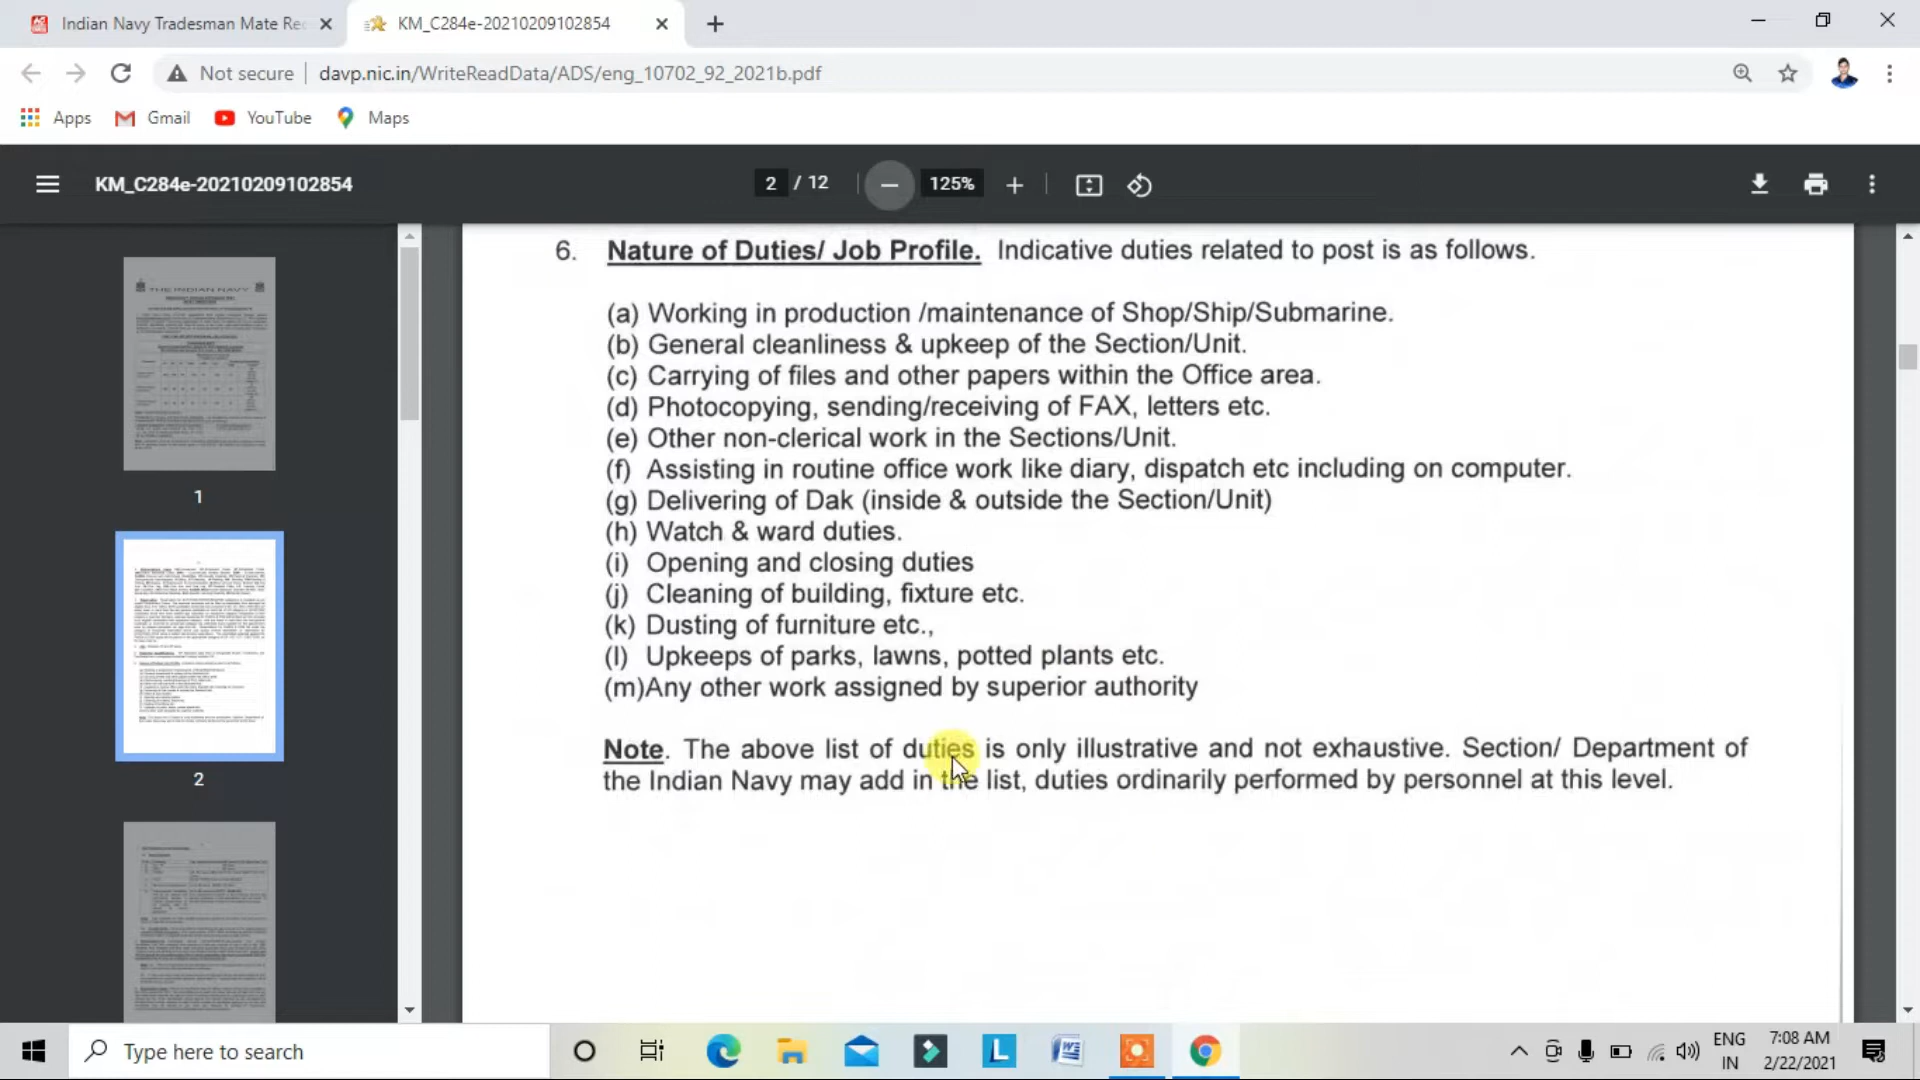 Indian Navy Tradesman Mate Rec
KM_C284e-20210209102854
Not secure
davp.nic.in/WriteReadData/ADS/eng_10702_92_2021b.pdf
Apps
Gmail
YouTube
Maps
KM_C284e-20210209102854
2 / 12
125%
THE INDIAN NAVY
1
2
6. Nature of Duties/ Job Profile. Indicative duties related to post is as follows.
(a) Working in production /maintenance of Shop/Ship/Submarine.
(b) General cleanliness & upkeep of the Section/Unit.
(c) Carrying of files and other papers within the Office area.
(d) Photocopying, sending/receiving of FAX, letters etc.
(e) Other non-clerical work in the Sections/Unit.
(f) Assisting in routine office work like diary, dispatch etc including on computer.
(g) Delivering of Dak (inside & outside the Section/Unit)
(h) Watch & ward duties.
(i) Opening and closing duties
(j) Cleaning of building, fixture etc.
(k) Dusting of furniture etc.,
(l) Upkeeps of parks, lawns, potted plants etc.
(m)Any other work assigned by superior authority
Note. The above list of duties is only illustrative and not exhaustive. Section/ Department of
the Indian Navy may add in the list, duties ordinarily performed by personnel at this level.
Type here to search
ENG
IN
7:08 AM
2/22/2021